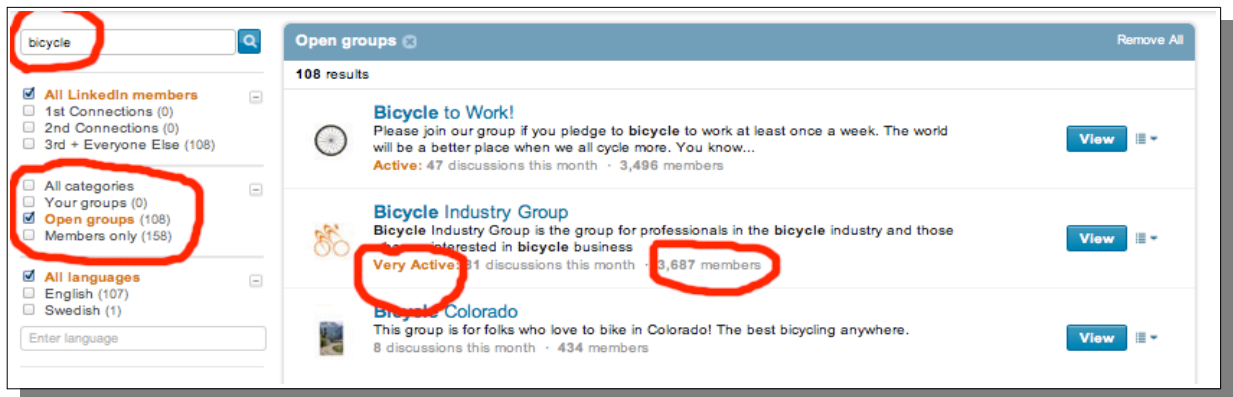 bicycle
All LinkedIn members
1st Connections (0)
2nd Connections (0)
3rd + Everyone Else (108)
All categories
Your groups (0)
Open groups (108)
Members only (158)
All languages
English (107)
Swedish (1)
Enter language
Open groups
Remove All
108 results
Bicycle to Work!
Please join our group if you pledge to bicycle to work at least once a week. The world
will be a better place when we all cycle more. You know...
Active: 47 discussions this month · 3,496 members
View
Bicycle Industry Group
Bicycle Industry Group is the group for professionals in the bicycle industry and those
interested in bicycle business
Very Active: discussions this month · 3,687 members
View
Bicycle Colorado
This group is for folks who love to bike in Colorado! The best bicycling anywhere.
8 discussions this month · 434 members
View